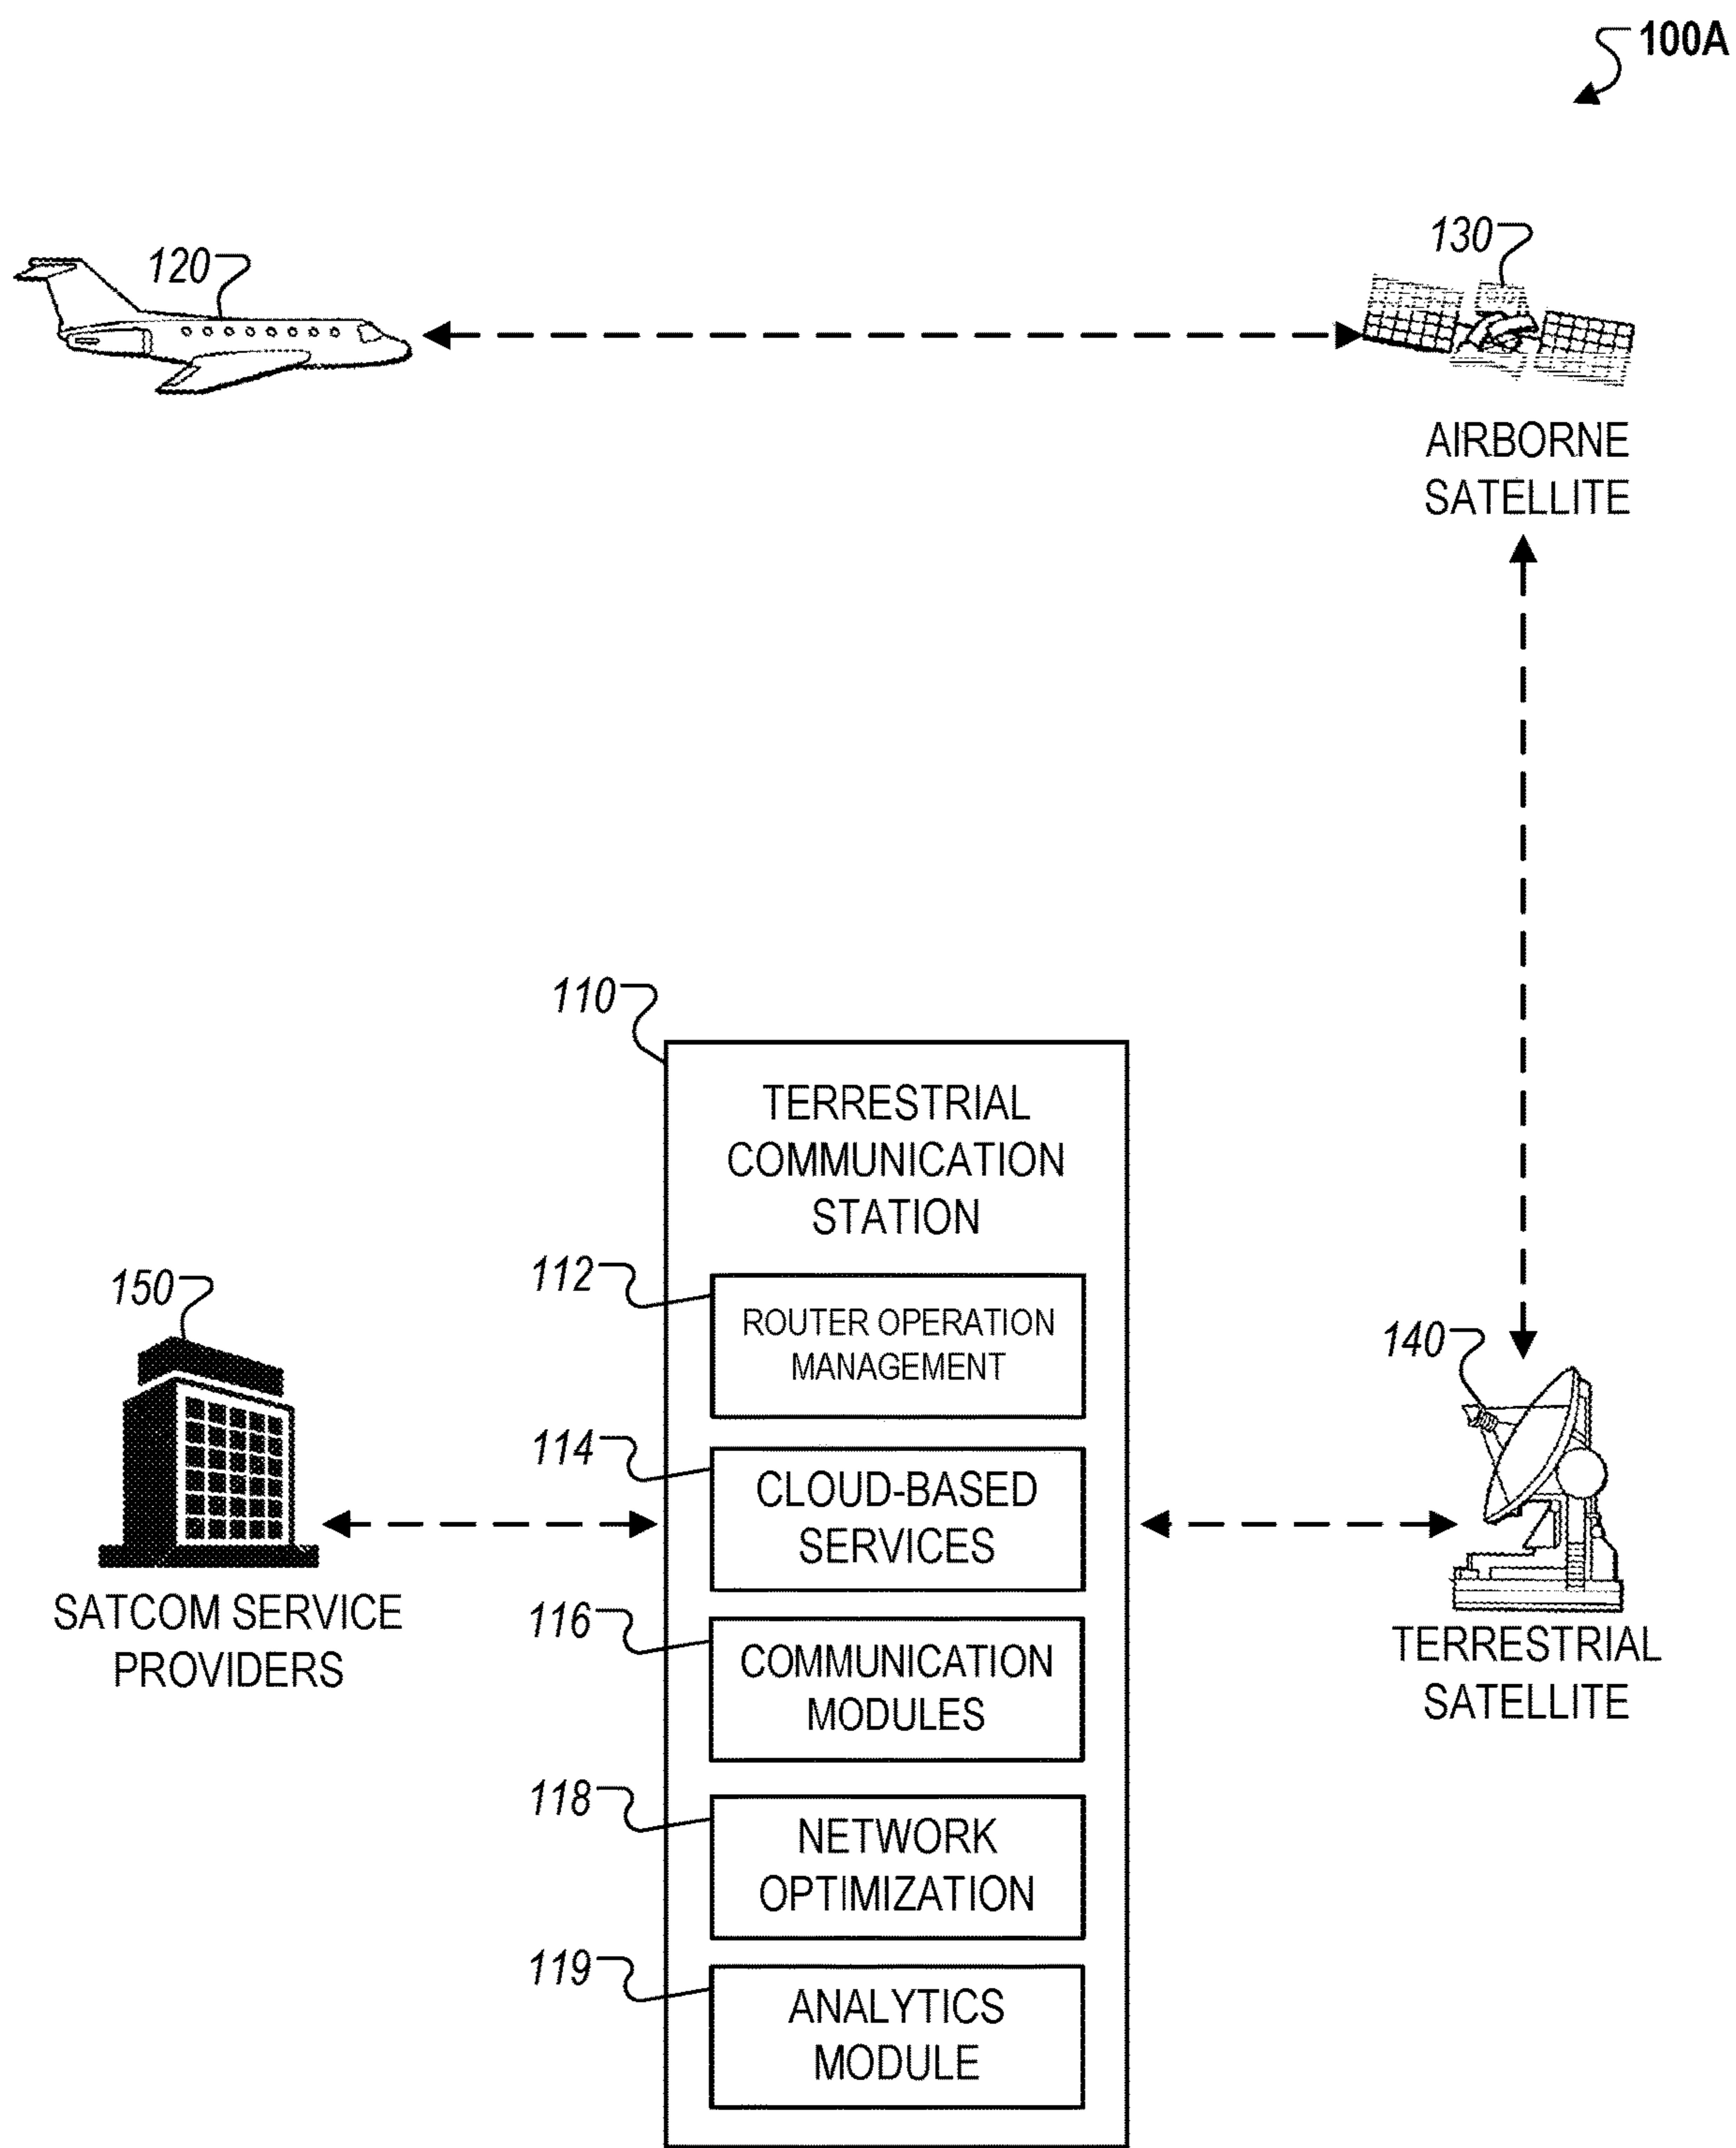 100A
120
130
AIRBORNE
SATELLITE
110
TERRESTRIAL
COMMUNICATION
STATION
112
ROUTER OPERATION
MANAGEMENT
150
SATCOM SERVICE
PROVIDERS
114
CLOUD-BASED
SERVICES
116
COMMUNICATION
MODULES
118
NETWORK
OPTIMIZATION
119
ANALYTICS
MODULE
140
TERRESTRIAL
SATELLITE